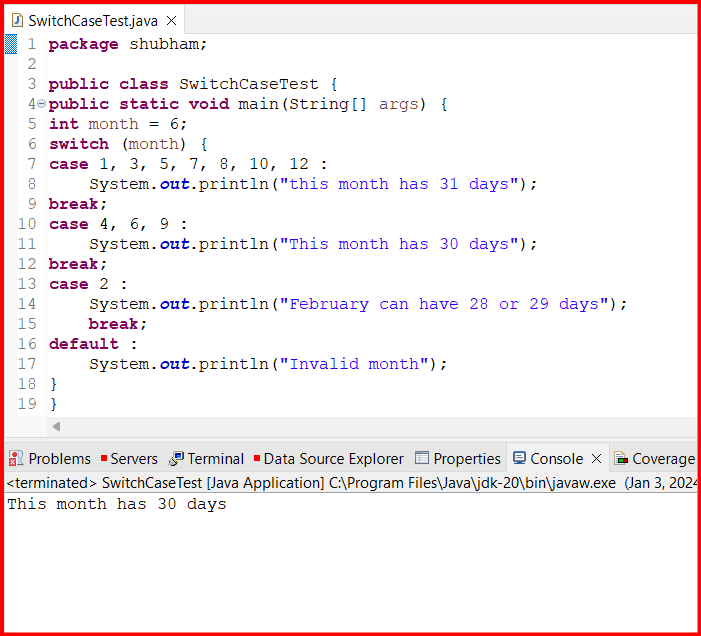 SwitchCaseTest.java
1 package shubham;
2
3 public class SwitchCaseTest {
4 public static void main(String[] args) {
5 int month = 6;
6 switch (month) {
7 case 1, 3, 5, 7, 8, 10, 12 :
8     System.out.println("this month has 31 days");
9 break;
10 case 4, 6, 9 :
11     System.out.println("This month has 30 days");
12 break;
13 case 2 :
14     System.out.println("February can have 28 or 29 days");
15     break;
16 default :
17     System.out.println("Invalid month");
18 }
19 }
Problems Servers Terminal Data Source Explorer Properties Console Coverage
<terminated> SwitchCaseTest [Java Application] C:\Program Files\Java\jdk-20\bin\javaw.exe (Jan 3, 2024
This month has 30 days